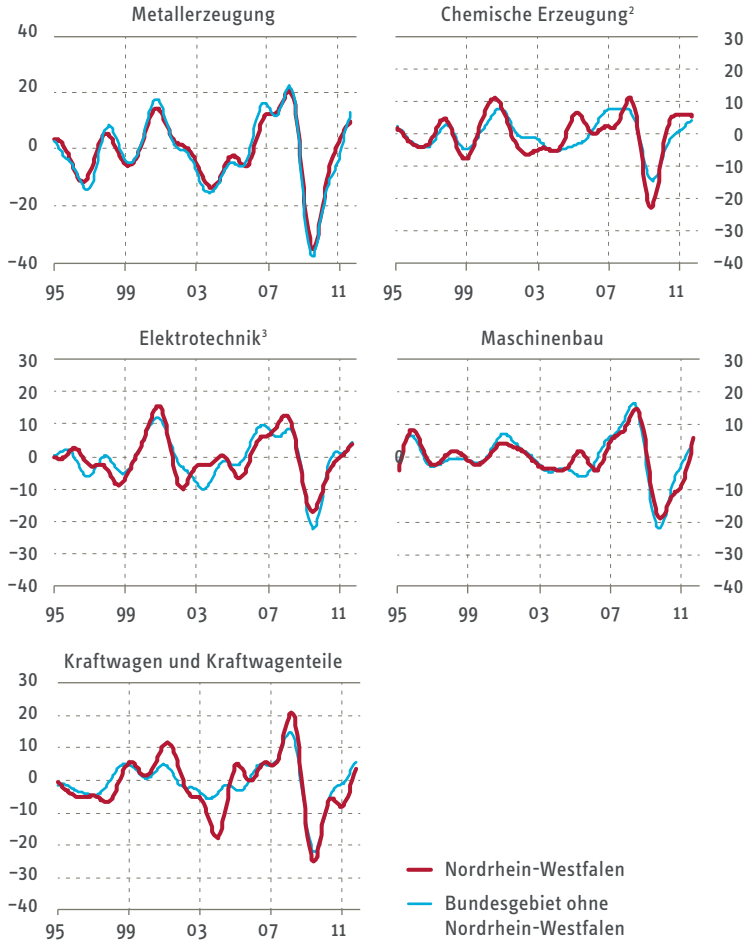 Metallerzeugung
40
20
0
−20
−40
95 99 03 07 11
Chemische Erzeugung²
30
20
10
0
−10
−20
−30
−40
95 99 03 07 11
Elektrotechnik³
30
20
10
0
−10
−20
−30
−40
95 99 03 07 11
Maschinenbau
0
30
20
10
0
−10
−20
−30
−40
95 99 03 07 11
Kraftwagen und Kraftwagenteile
30
20
10
0
−10
−20
−30
−40
95 99 03 07 11
Nordrhein-Westfalen
Bundesgebiet ohne
Nordrhein-Westfalen